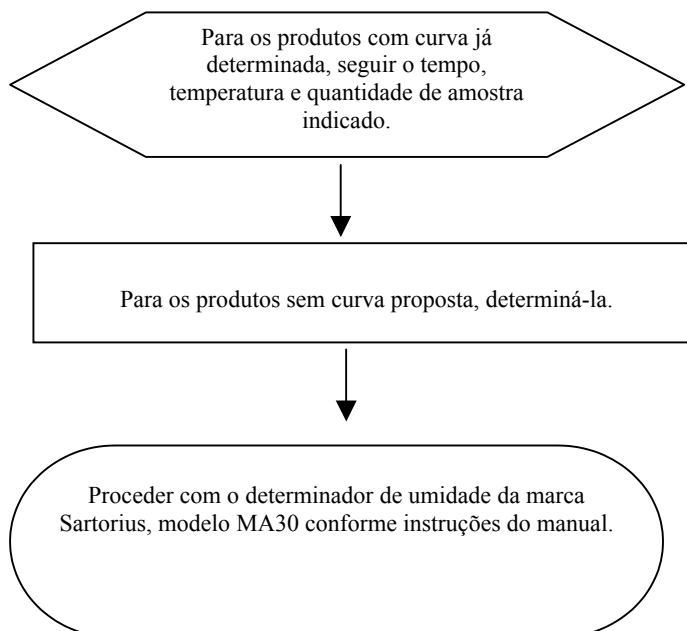 Para os produtos com curva já
determinada, seguir o tempo,
temperatura e quantidade de amostra
indicado.
Para os produtos sem curva proposta, determiná-la.
Proceder com o determinador de umidade da marca
Sartorius, modelo MA30 conforme instruções do manual.